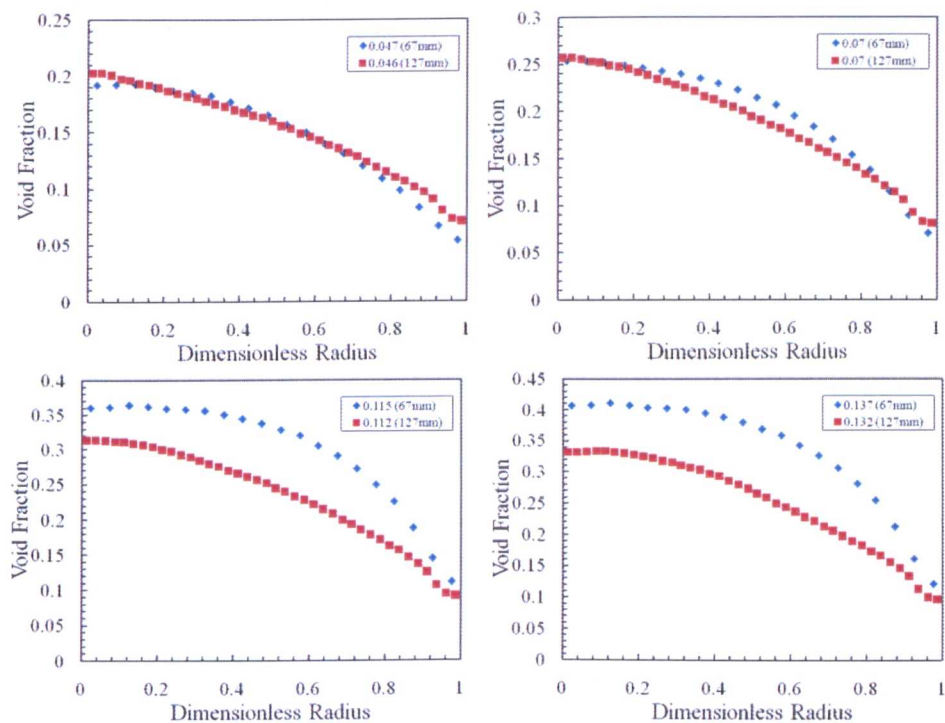 0.25
0.2
0.15
0.1
0.05
0
Void Fraction
0.047 (67mm)
0.046 (127mm)
0 0.2 0.4 0.6 0.8 1
Dimensionless Radius
0.3
0.25
0.2
0.15
0.1
0.05
0
Void Fraction
0.07 (67mm)
0.07 (127mm)
0 0.2 0.4 0.6 0.8 1
Dimensionless Radius
0.4
0.35
0.3
0.25
0.2
0.15
0.1
0.05
0
Void Fraction
0.115 (67mm)
0.112 (127mm)
0 0.2 0.4 0.6 0.8 1
Dimensionless Radius
0.45
0.4
0.35
0.3
0.25
0.2
0.15
0.1
0.05
0
Void Fraction
0.137 (67mm)
0.132 (127mm)
0 0.2 0.4 0.6 0.8 1
Dimensionless Radius